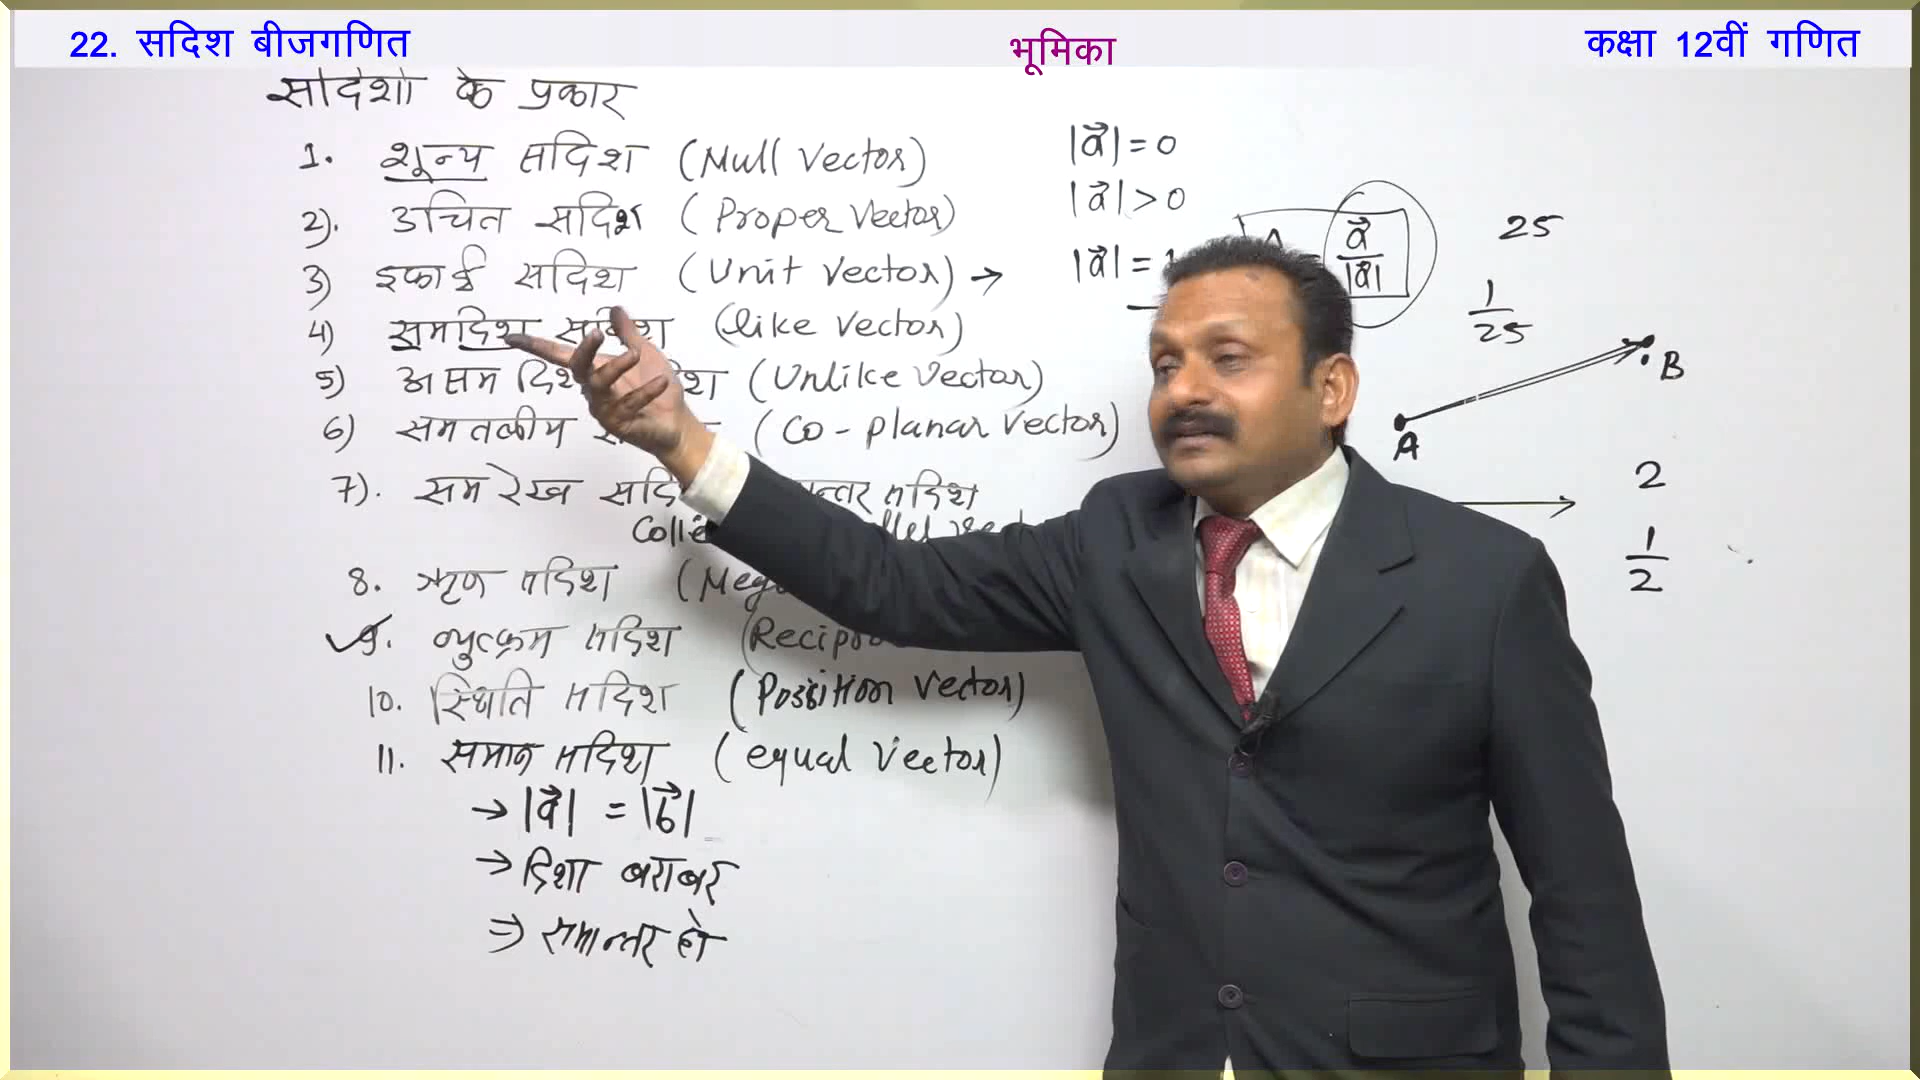 22. सदिश बीजगणित
भूमिका
कक्षा 12वीं गणित
सदिशों के प्रकार
1. शून्य सदिश (Null Vector)
2). उचित सदिश (Proper Vector)
3) इकाई सदिश (Unit Vector) →
4) समदिश सदिश (like Vector)
5) असम दिश (Unlike Vector)
6) समतलीय (Co-planar Vector)
7). समरेख सदिश
8. ऋण सदिश
9. व्युत्क्रम सदिश
10. स्थिति सदिश (Possition Vector)
11. समान सदिश (equal Vector)
→ |a⃗| = |b⃗|
→ दिशा बराबर
⇒ समान्तर हो
|a⃗| = 0
|a⃗| > 0
|a⃗| =
a⃗/|a⃗|
25
1/25
A
B
2
1/2